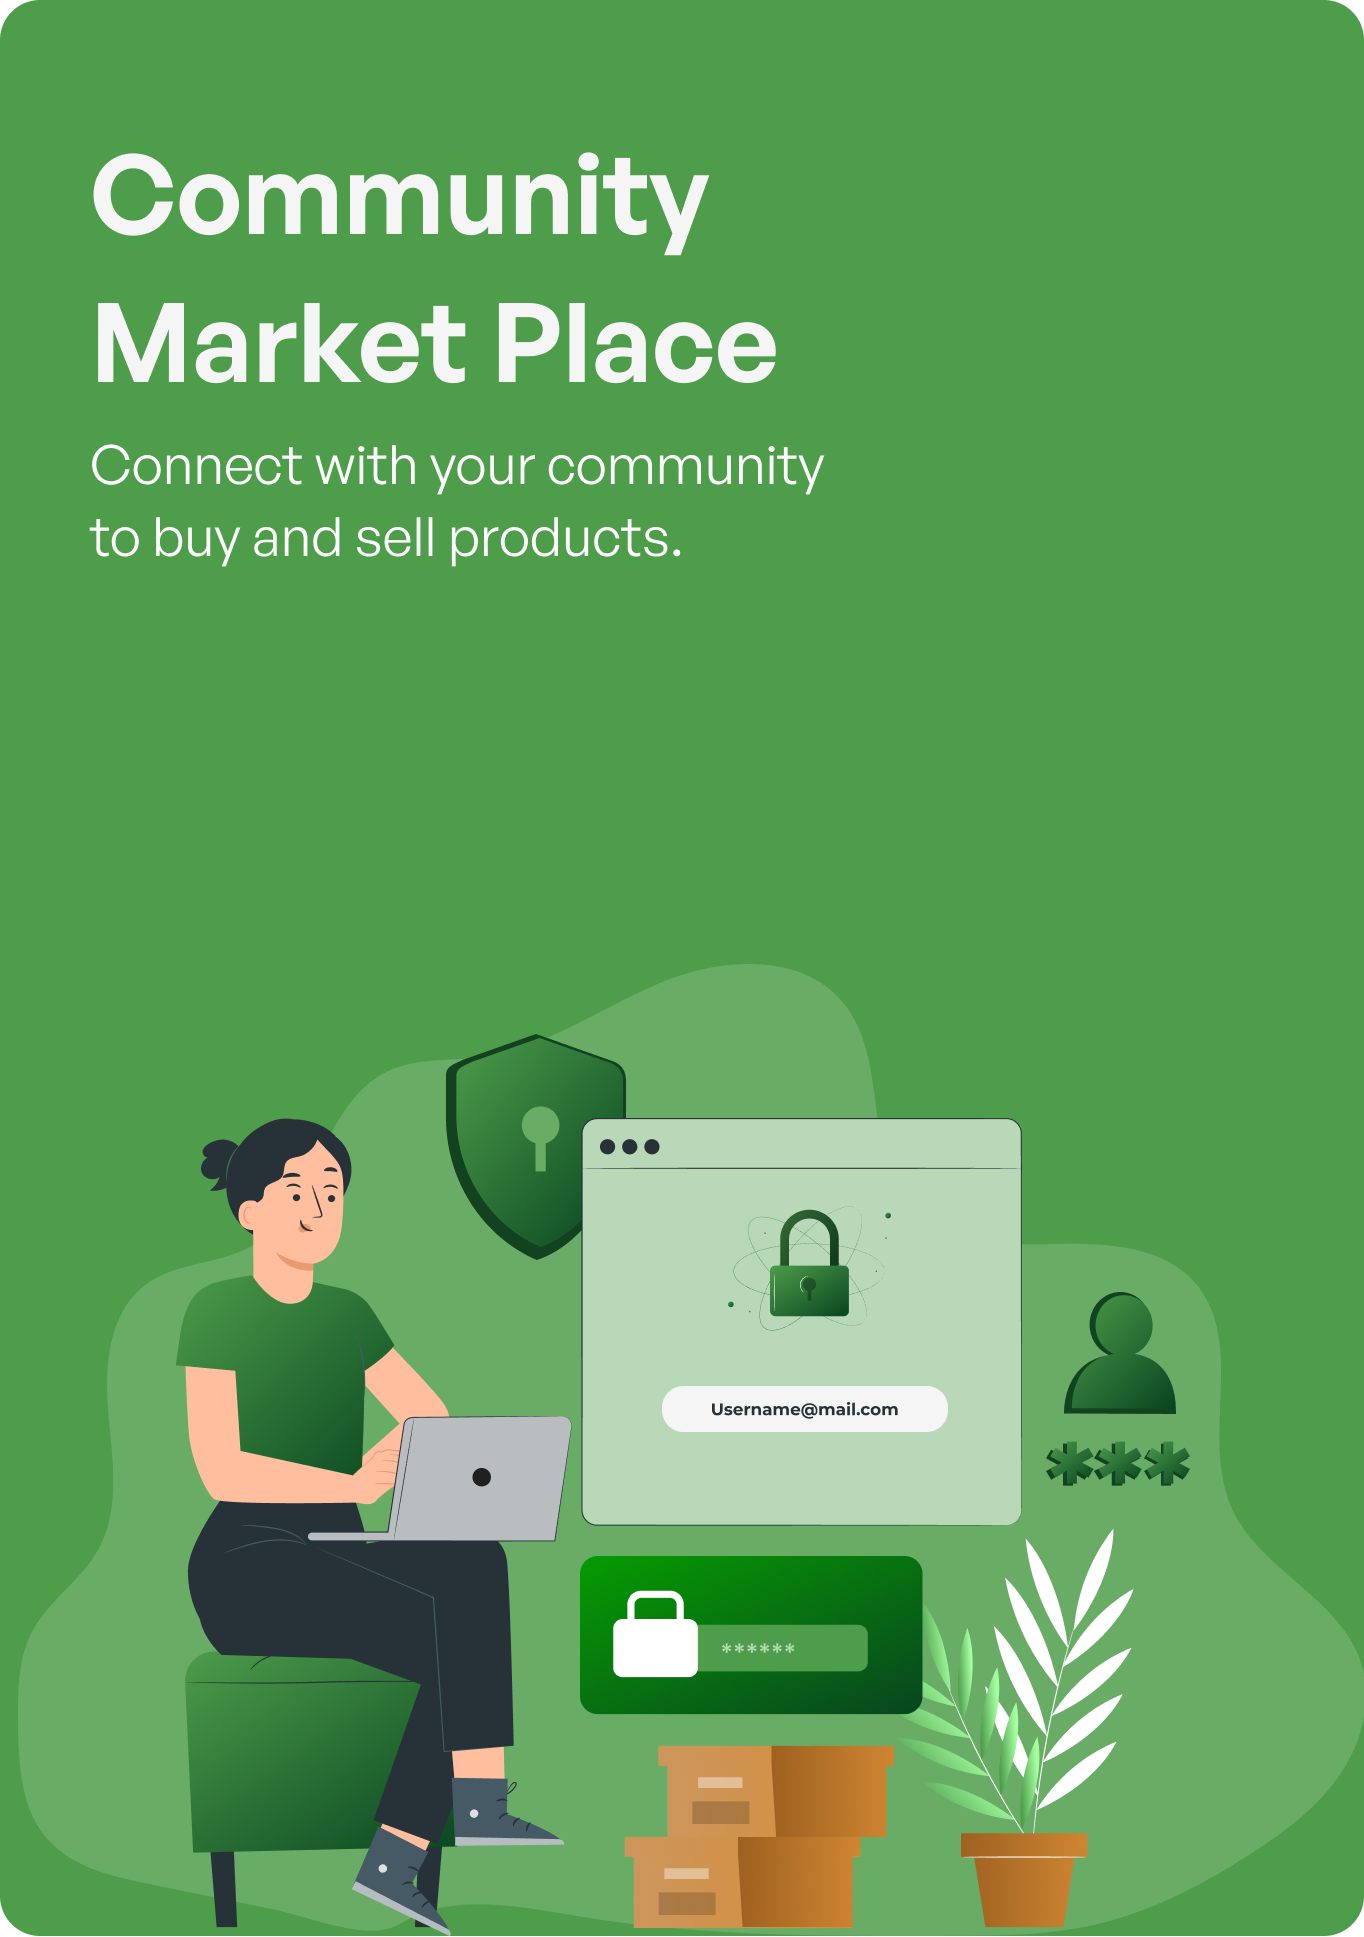 Community
Market Place
Connect with your community
to buy and sell products.
Username@mail.com
***
******